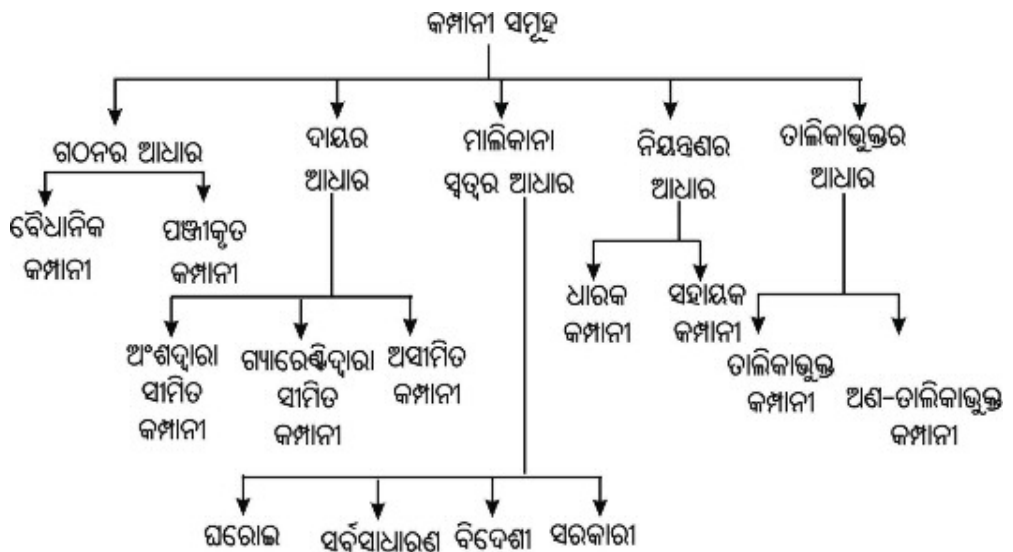 କମ୍ପାନୀ ସମୂହ
ଗଠନର ଆଧାର
ବୈଧାନିକ
କମ୍ପାନୀ
ପଞ୍ଜୀକୃତ
କମ୍ପାନୀ
ଦାୟର
ଆଧାର
ଅଂଶଦ୍ୱାରା
ସୀମିତ
କମ୍ପାନୀ
ଗ୍ୟାରେଣ୍ଟିଦ୍ୱାରା
ସୀମିତ
କମ୍ପାନୀ
ଅସୀମିତ
କମ୍ପାନୀ
ମାଲିକାନା
ସ୍ୱତ୍ୱର ଆଧାର
ଘରୋଇ
ସର୍ବସାଧାରଣ
ବିଦେଶୀ
ସରକାରୀ
ନିୟନ୍ତ୍ରଣର
ଆଧାର
ଧାରକ
କମ୍ପାନୀ
ସହାୟକ
କମ୍ପାନୀ
ତାଲିକାଭୁକ୍ତର
ଆଧାର
ତାଲିକାଭୁକ୍ତ
କମ୍ପାନୀ
ଅଣ-ତାଲିକାଭୁକ୍ତ
କମ୍ପାନୀ